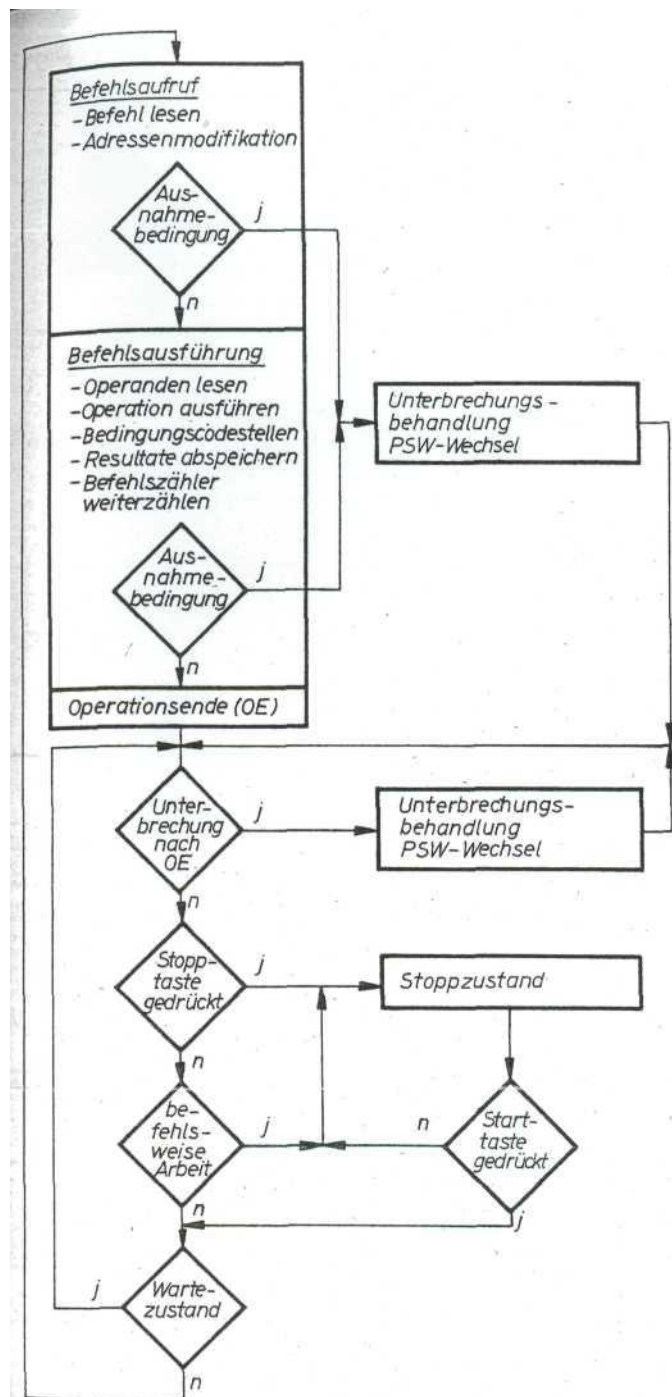 Befehlsaufruf
- Befehl lesen
- Adressenmodifikation
Aus-
nahme-
bedingung
j
n
Befehlsausführung
- Operanden lesen
- Operation ausführen
- Bedingungscodestellen
- Resultate abspeichern
- Befehlszähler
weiterzählen
Unterbrechungs-
behandlung
PSW-Wechsel
Aus-
nahme-
bedingung
j
n
Operationsende (OE)
Unter-
brechung
nach
OE
j
n
Unterbrechungs-
behandlung
PSW-Wechsel
Stopp-
taste
gedrückt
j
n
Stoppzustand
be-
fehls-
weise
Arbeit
j
n
n
Start-
taste
gedrückt
j
Warte-
zustand
j
n